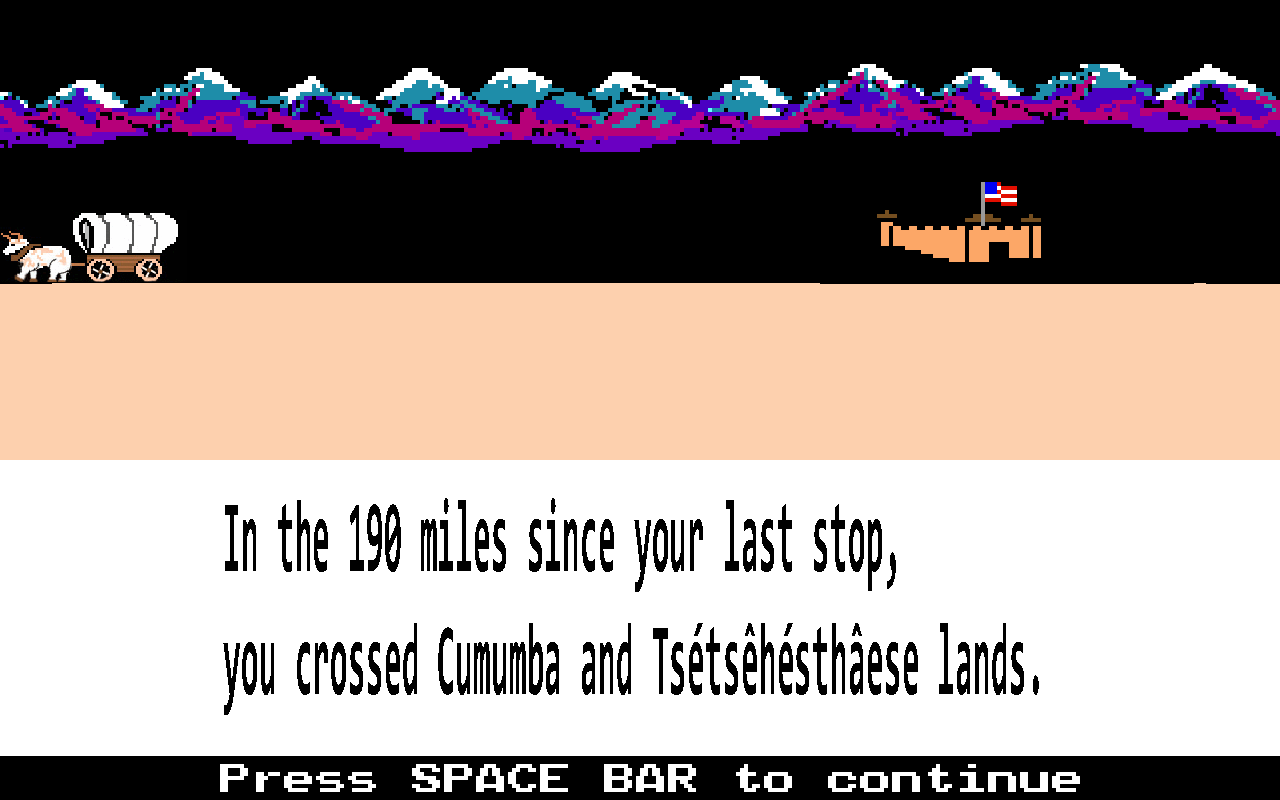 In the 190 miles since your last stop,
you crossed Cumumba and Tsétsêhésthâese lands.
Press SPACE BAR to continue